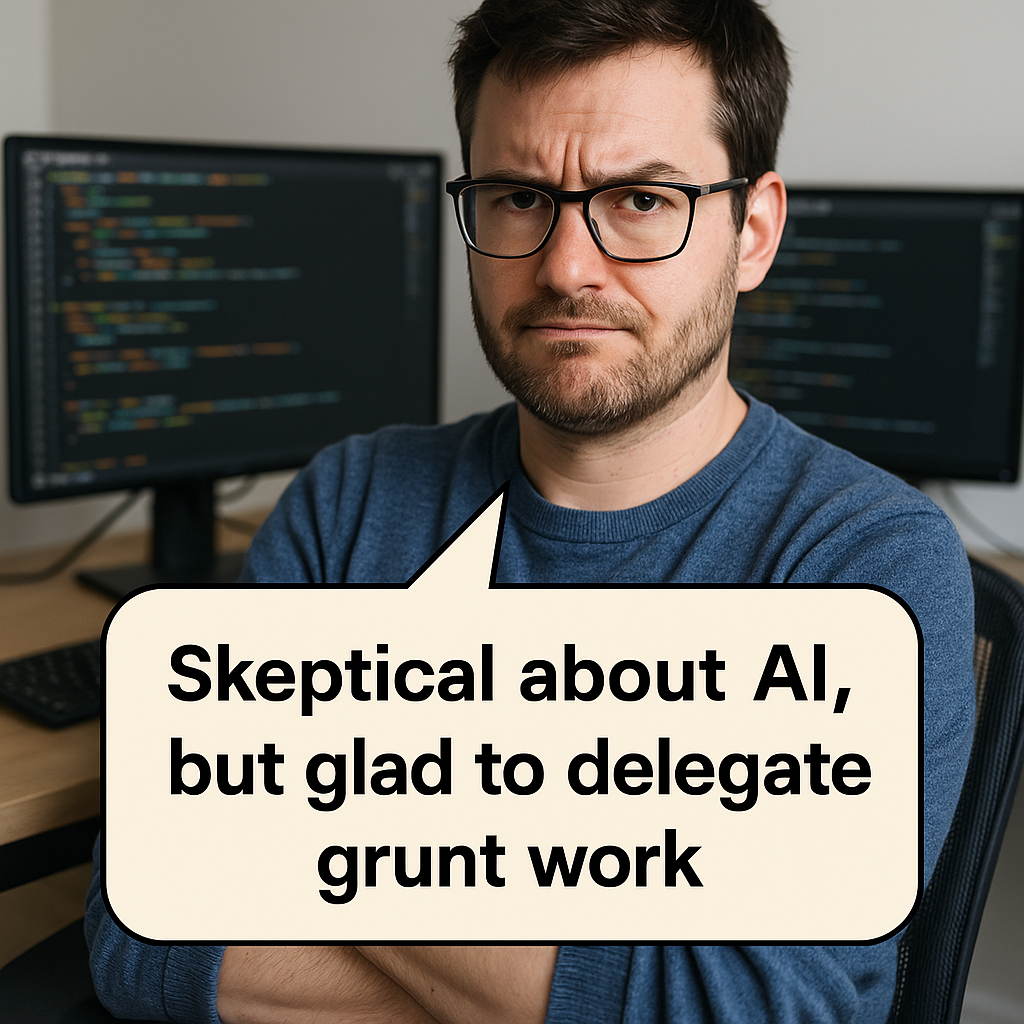 Skeptical about AI,
but glad to delegate
grunt work